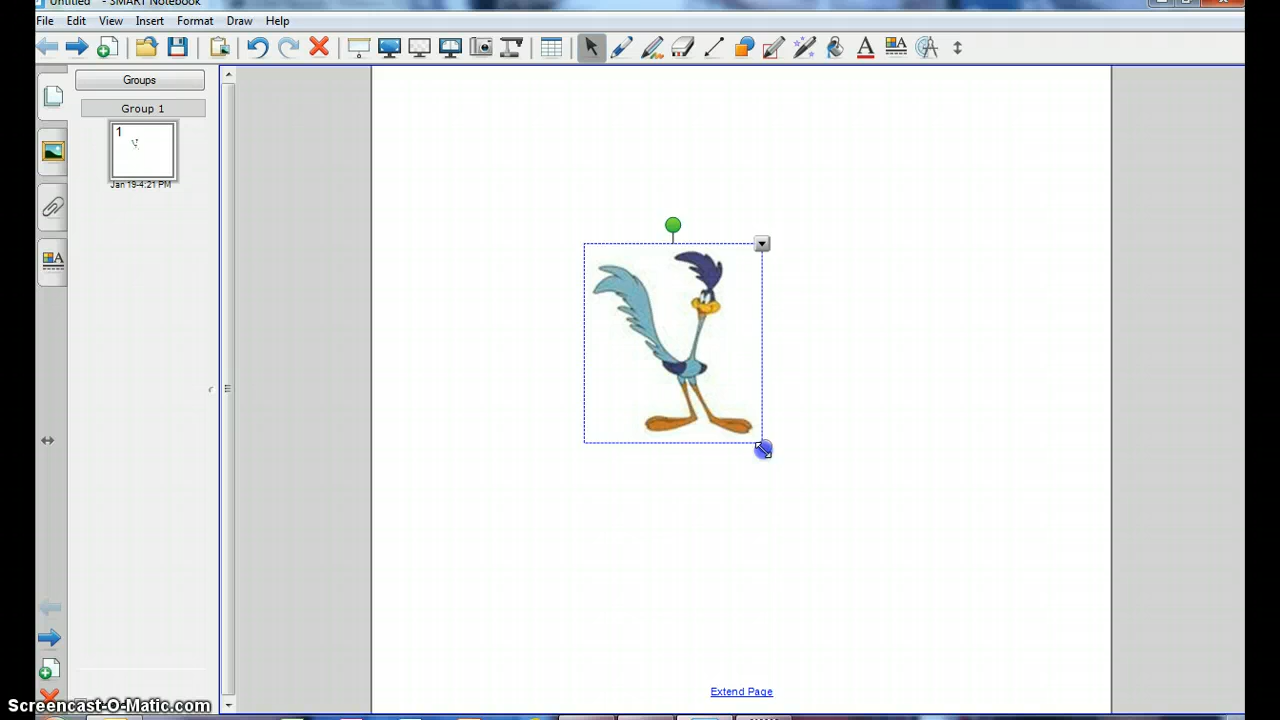 Untitled * - SMART Notebook
File Edit View Insert Format Draw Help
Groups
Group 1
1
Jan 19-4:21 PM
Extend Page
Screencast-O-Matic.com